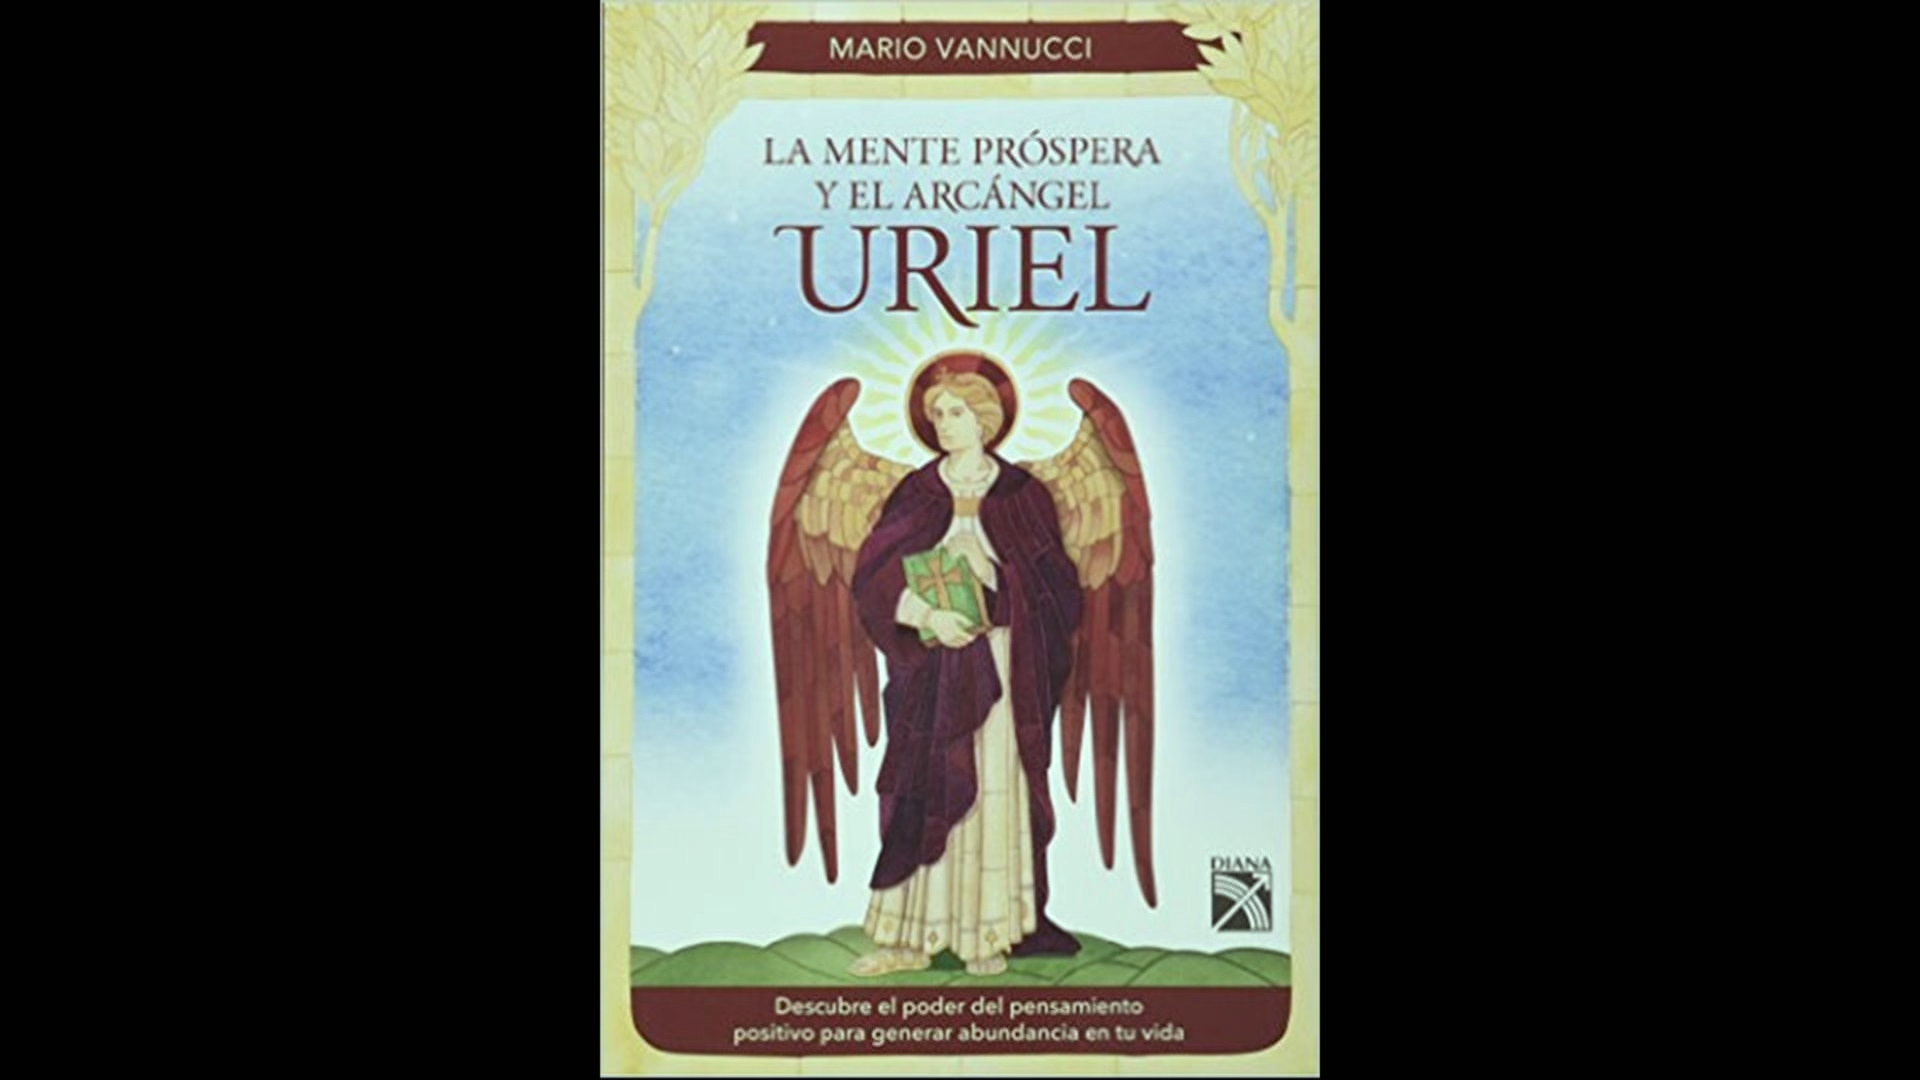 MARIO VANNUCCI
LA MENTE PRÓSPERA
Y EL ARCÁNGEL
URIEL
DIANA
Descubre el poder del pensamiento
positivo para generar abundancia en tu vida